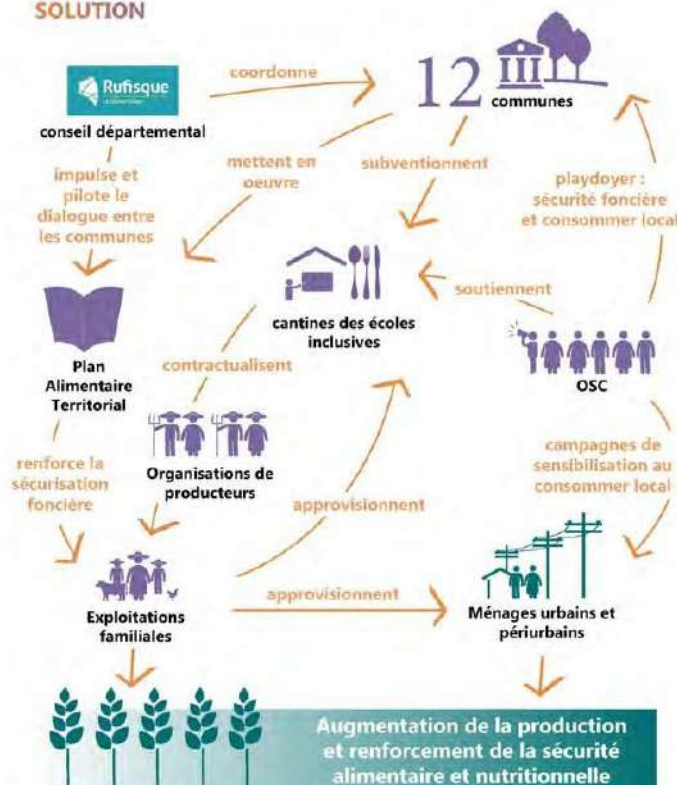 SOLUTION
Rufisque
conseil départemental
coordonne
12
communes
impulse et
pilote le
dialogue entre
les communes
mettent en
oeuvre
subventionnent
playdoyer :
sécurité foncière
et consommer local
cantines des écoles
inclusives
soutiennent
OSC
Plan
Alimentaire
Territorial
contractualisent
Organisations de
producteurs
renforce la
sécurisation
foncière
approvisionnent
campagnes de
sensibilisation au
consommer local
Exploitations
familiales
approvisionnent
Ménages urbains et
périurbains
Augmentation de la production
et renforcement de la sécurité
alimentaire et nutritionnelle